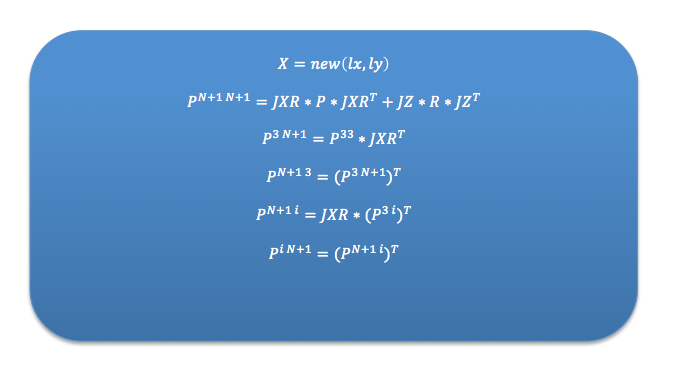 X = new(lx, ly)
P^{N+1 N+1} = JXR * P * JXR^T + JZ * R * JZ^T
P^{3 N+1} = P^{33} * JXR^T
P^{N+1 3} = (P^{3 N+1})^T
P^{N+1 i} = JXR * (P^{3 i})^T
P^{i N+1} = (P^{N+1 i})^T